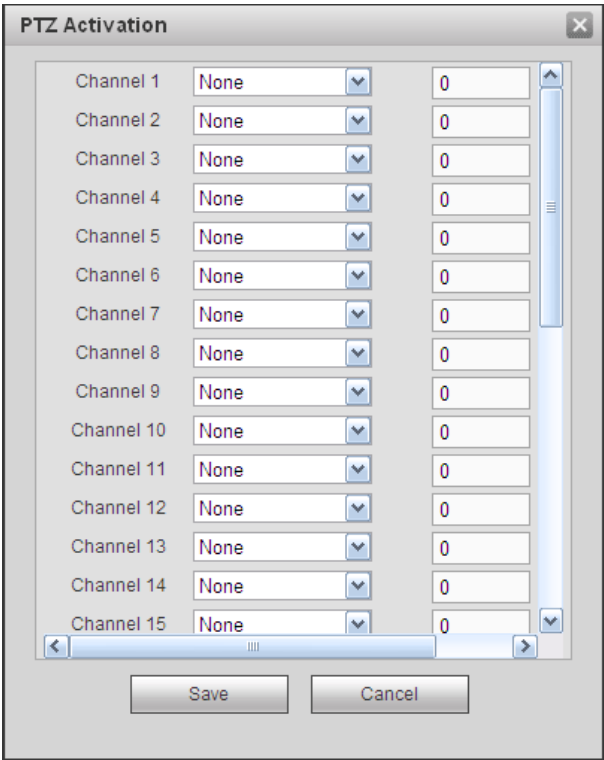 PTZ Activation
Channel 1 None 0
Channel 2 None 0
Channel 3 None 0
Channel 4 None 0
Channel 5 None 0
Channel 6 None 0
Channel 7 None 0
Channel 8 None 0
Channel 9 None 0
Channel 10 None 0
Channel 11 None 0
Channel 12 None 0
Channel 13 None 0
Channel 14 None 0
Channel 15 None 0
Save Cancel